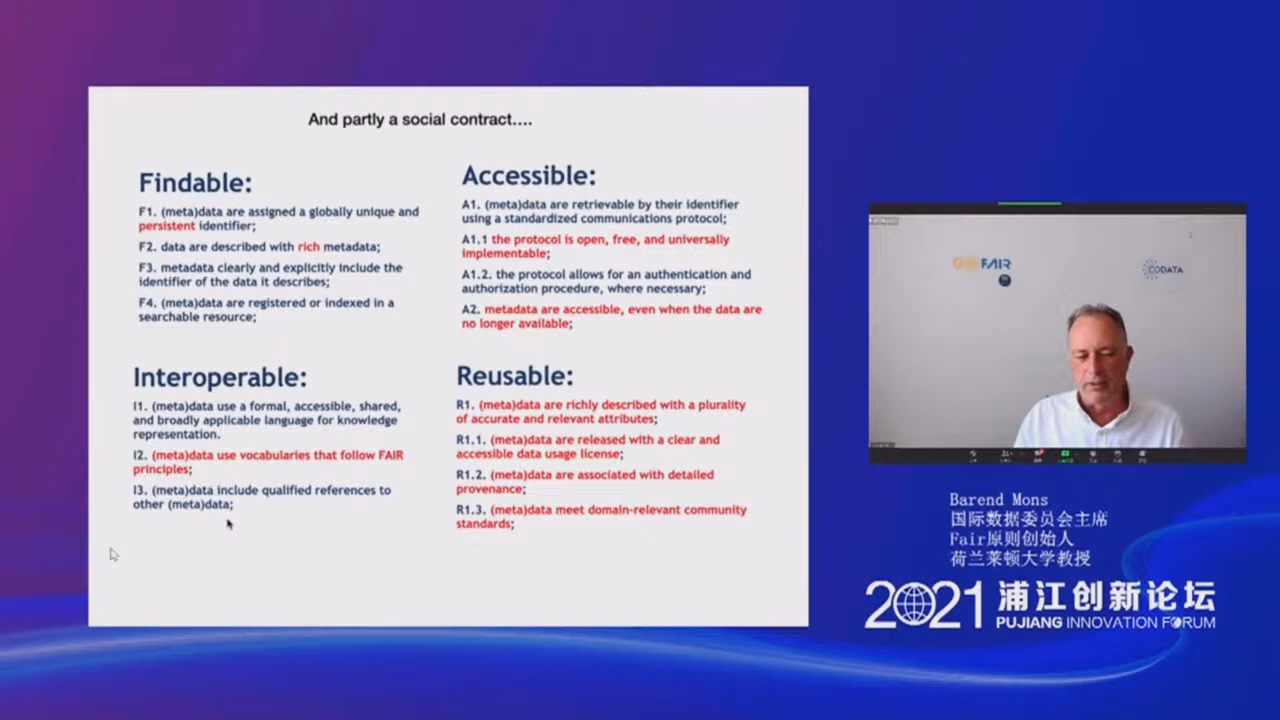 And partly a social contract....
Findable:
F1. (meta)data are assigned a globally unique and
persistent identifier;
F2. data are described with rich metadata;
F3. metadata clearly and explicitly include the
identifier of the data it describes;
F4. (meta)data are registered or indexed in a
searchable resource;
Accessible:
A1. (meta)data are retrievable by their identifier
using a standardized communications protocol;
A1.1 the protocol is open, free, and universally
implementable;
A1.2. the protocol allows for an authentication and
authorization procedure, where necessary;
A2. metadata are accessible, even when the data are
no longer available;
Interoperable:
I1. (meta)data use a formal, accessible, shared,
and broadly applicable language for knowledge
representation.
I2. (meta)data use vocabularies that follow FAIR
principles;
I3. (meta)data include qualified references to
other (meta)data;
Reusable:
R1. (meta)data are richly described with a plurality
of accurate and relevant attributes;
R1.1. (meta)data are released with a clear and
accessible data usage license;
R1.2. (meta)data are associated with detailed
provenance;
R1.3. (meta)data meet domain-relevant community
standards;
GO FAIR
CODATA
Barend Mons
国际数据委员会主席
Fair原则创始人
荷兰莱顿大学教授
2021 浦江创新论坛
PUJIANG INNOVATION FORUM